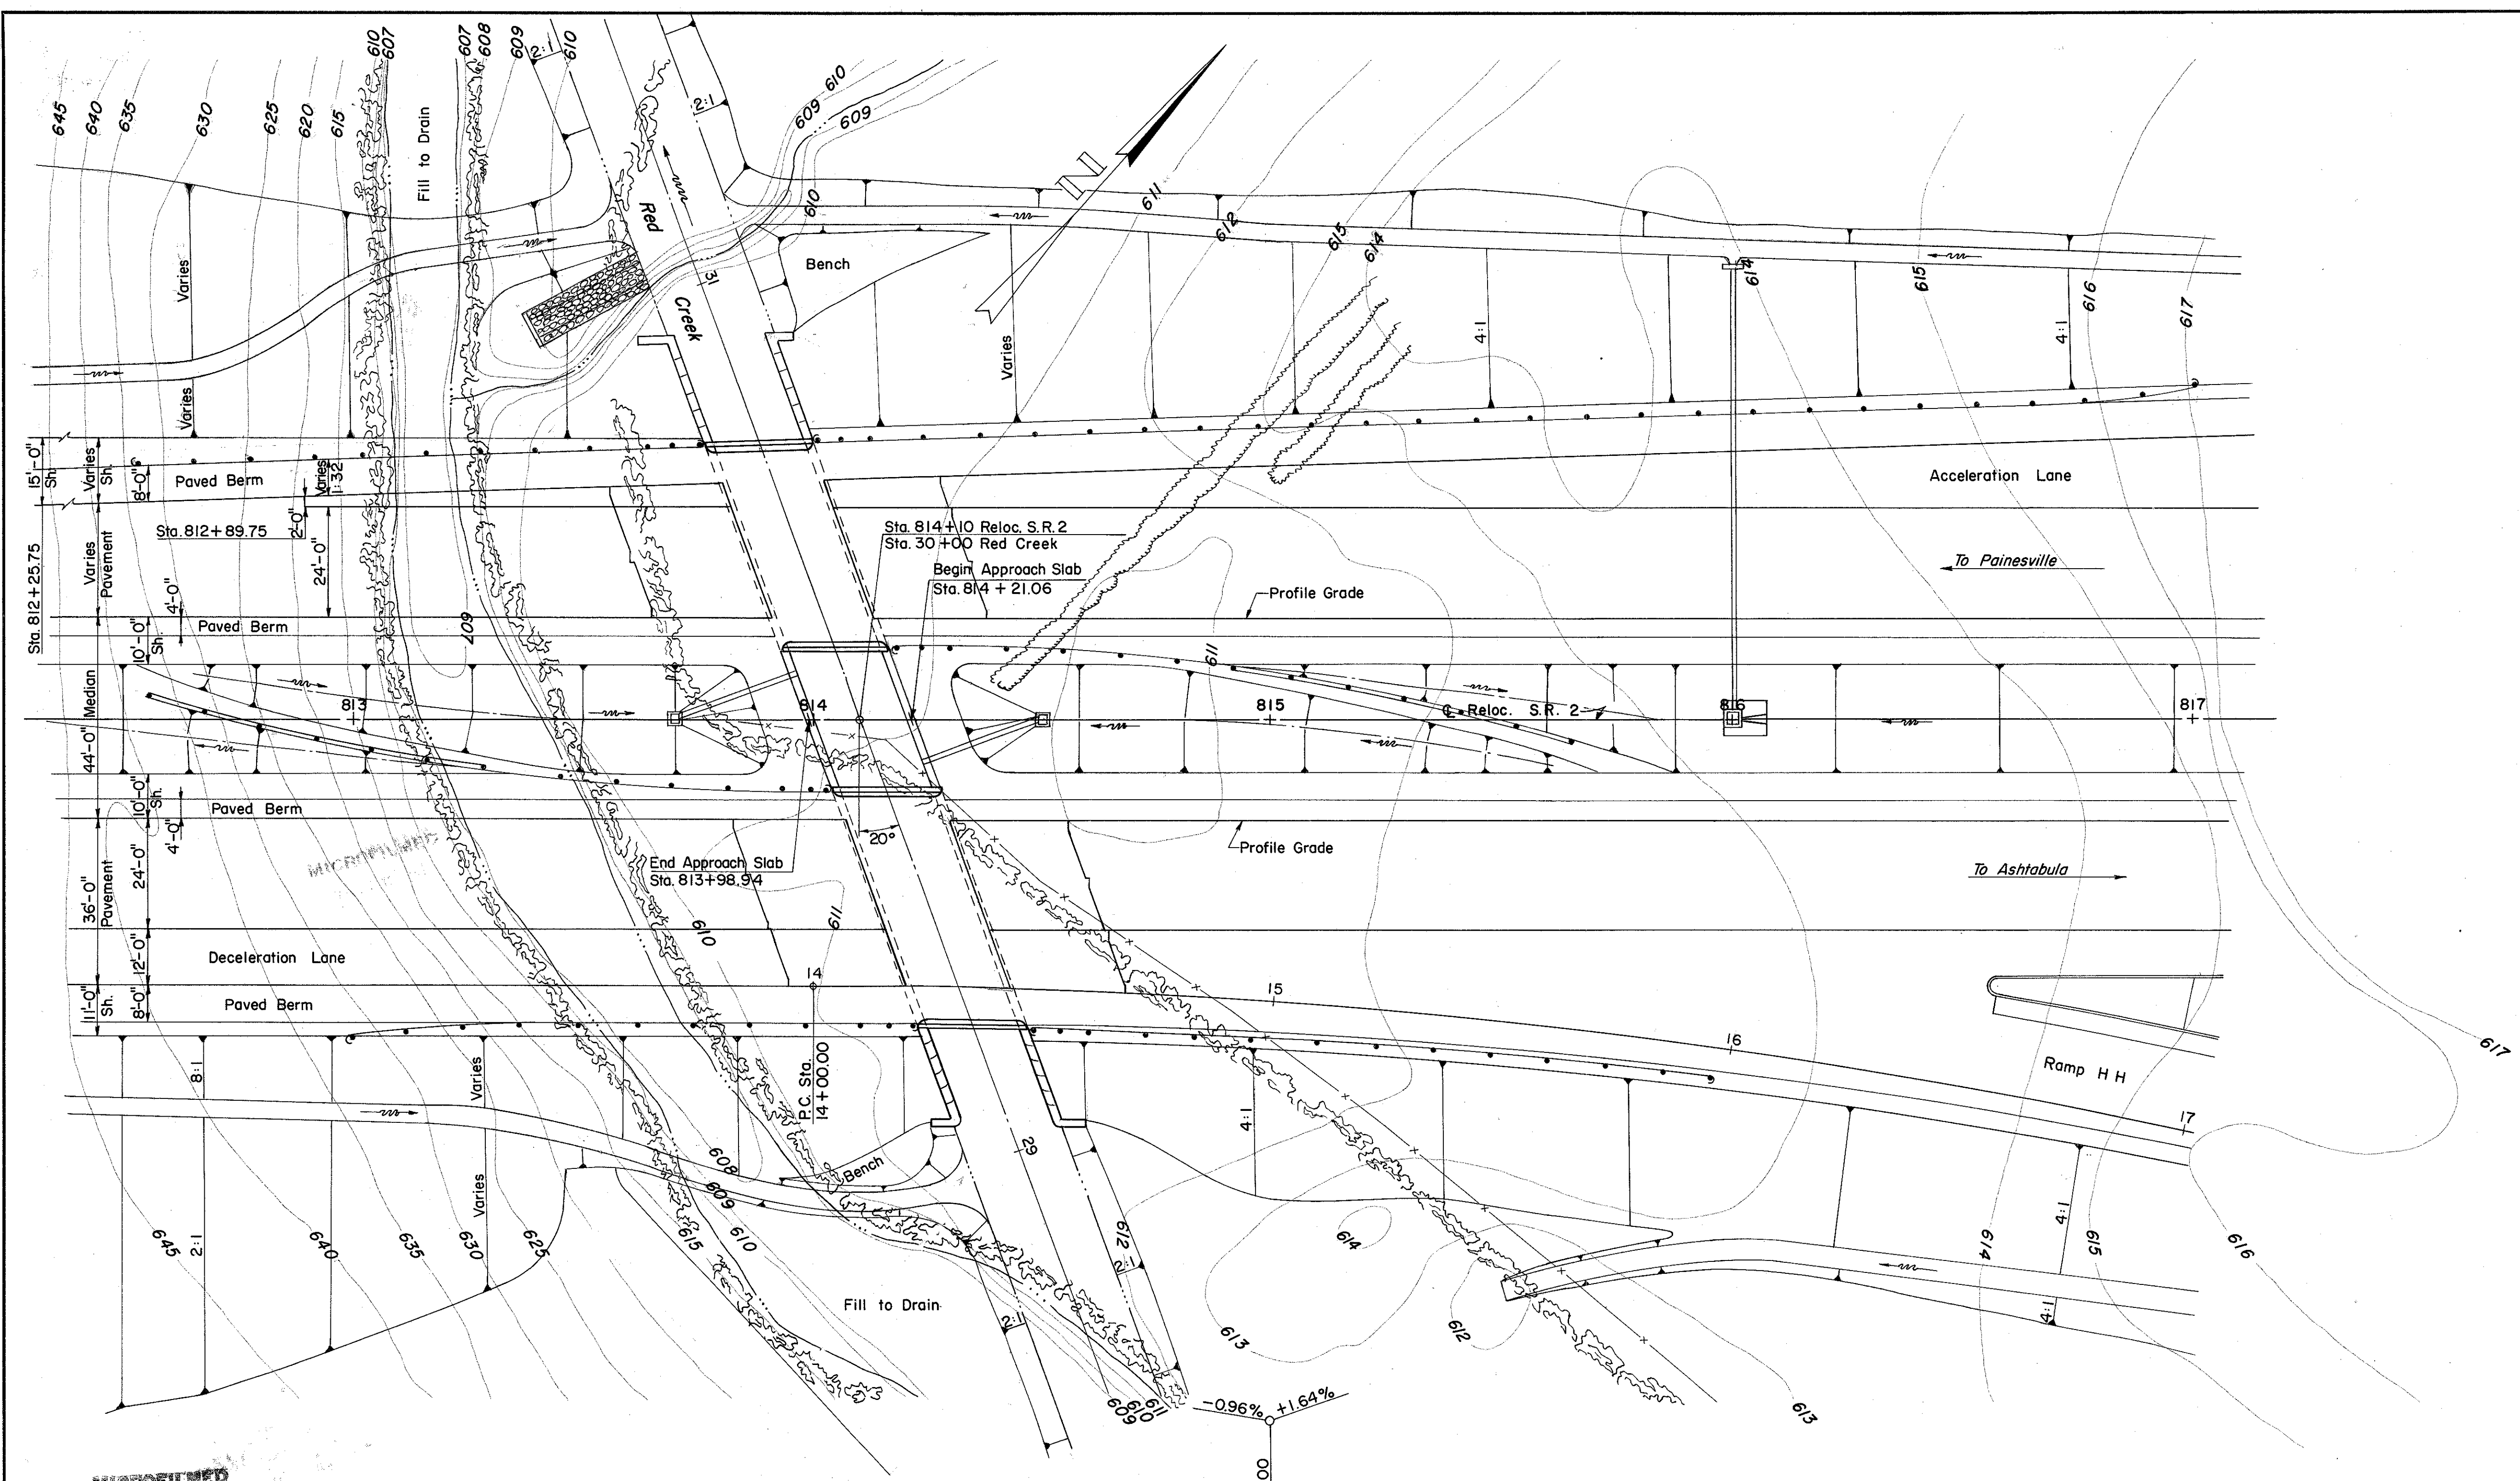 645
640
635
630
625
620
615
610
607
607
608
609
610
2:1
2:1
Fill to Drain
Red
Creek
31
609
610
609
610
N
611
612
615
614
614
615
616
617
Varies
Varies
Bench
Varies
4:1
4:1
15'-0"
Sh.
Varies
Sh.
8'-0"
Paved Berm
Varies
1:32
Acceleration Lane
Sta. 812+25.75
Varies
Pavement
Sta. 812+89.75
2'-0"
24'-0"
Sta. 814+10 Reloc. S.R. 2
Sta. 30+00 Red Creek
Begin Approach Slab
Sta. 814 + 21.06
To Painesville
Profile Grade
4'-0"
Paved Berm
10'-0"
Sh.
607
611
44'-0" Median
813
814
815
℄ Reloc. S.R. 2
816
817
10'-0"
Sh.
Paved Berm
4'-0"
MICROFILMED
20°
Profile Grade
End Approach Slab
Sta. 813+98.94
To Ashtabula
36'-0"
Pavement
24'-0"
610
611
12'-0"
Deceleration Lane
14
15
16
17
11'-0"
Sh.
8'-0"
Paved Berm
P.C. Sta.
14+00.00
Ramp H H
617
8:1
Varies
4:1
29
608
Bench
609
610
615
Varies
2:1
645
640
635
630
625
612
2:1
2:1
614
613
612
614
4:1
615
616
4:1
Fill to Drain
609
610
611
-0.96%
+1.64%
613
00
MICROFILMED